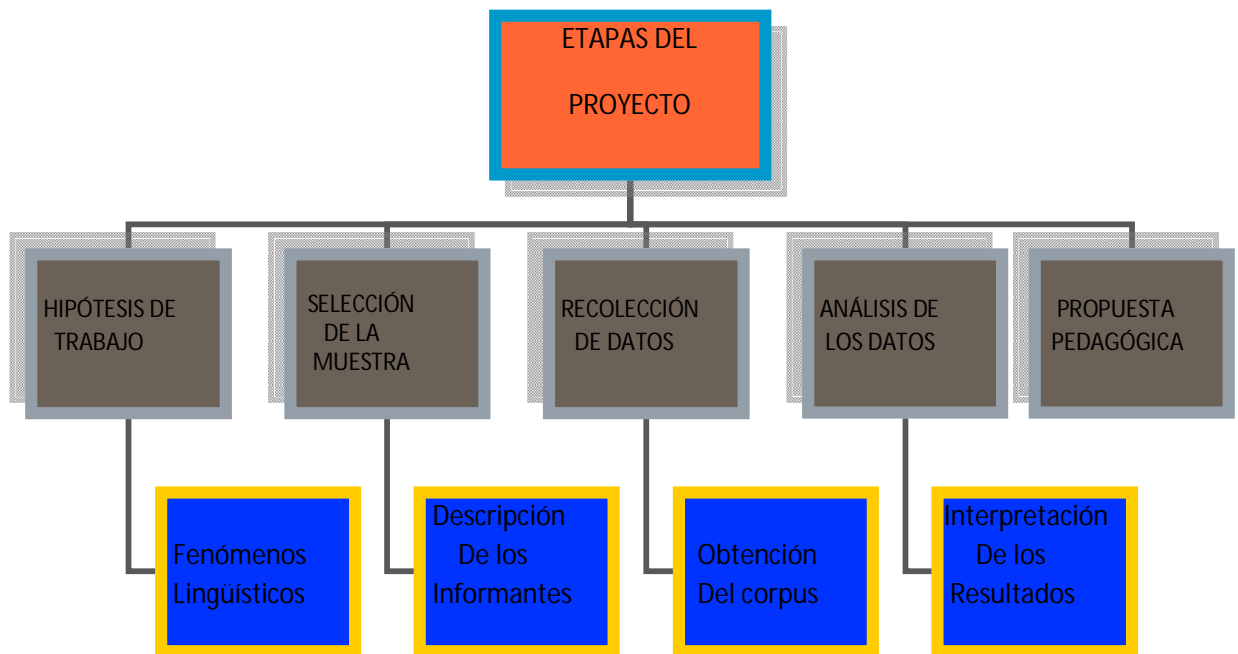 ETAPAS DEL
PROYECTO
HIPÓTESIS DE
TRABAJO
SELECCIÓN
DE LA
MUESTRA
RECOLECCIÓN
DE DATOS
ANÁLISIS DE
LOS DATOS
PROPUESTA
PEDAGÓGICA
Fenómenos
Lingüísticos
Descripción
De los
Informantes
Obtención
Del corpus
Interpretación
De los
Resultados